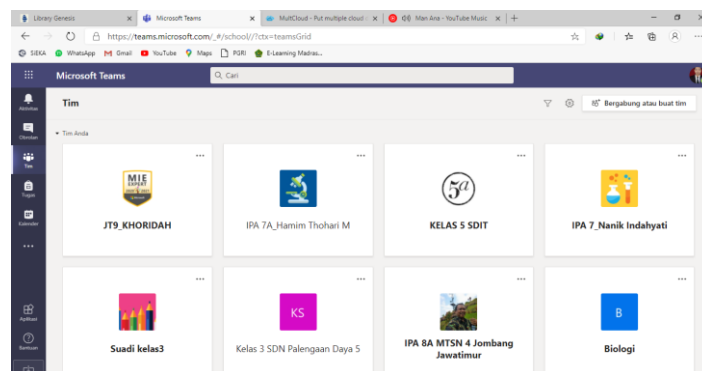 Library Genesis
Microsoft Teams
MultCloud - Put multiple cloud
Man Ana - YouTube Music
https://teams.microsoft.com/_#/school//?ctx=teamsGrid
SIEKA WhatsApp Gmail YouTube Maps PGRI E-Learning Madras...
Microsoft Teams
Cari
Aktivitas
Tim
Bergabung atau buat tim
Obrolan
Tim Anda
Tim
Tugas
Kalender
MIE
EXPERT
JT9_KHORIDAH
IPA 7A_Hamim Thohari M
5a
KELAS 5 SDIT
IPA 7_Nanik Indahyati
Aplikasi
Bantuan
Suadi kelas3
KS
Kelas 3 SDN Palengaan Daya 5
IPA 8A MTSN 4 Jombang
Jawatimur
B
Biologi